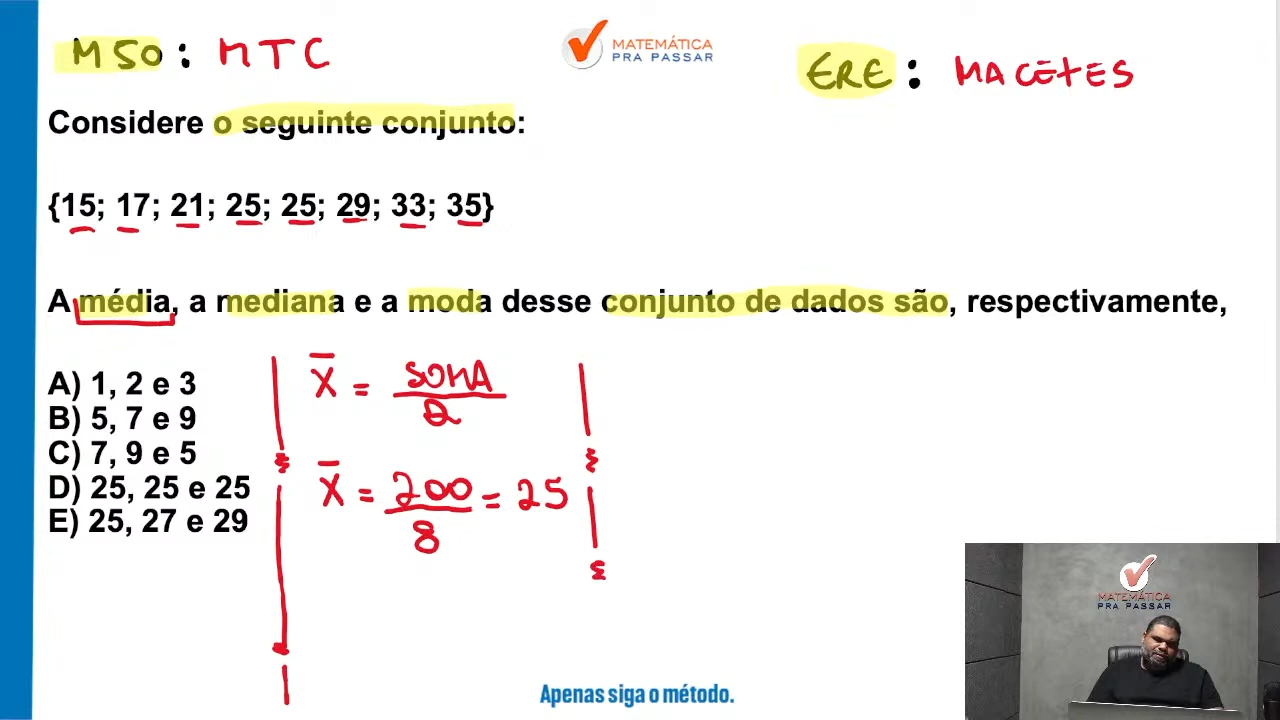 M50 : MTC
MATEMÁTICA
PRA PASSAR
ERE : MACETES
Considere o seguinte conjunto:
{15; 17; 21; 25; 25; 29; 33; 35}
A média, a mediana e a moda desse conjunto de dados são, respectivamente,
A) 1, 2 e 3
B) 5, 7 e 9
C) 7, 9 e 5
D) 25, 25 e 25
E) 25, 27 e 29
X̅ = SOMA
X̅ = 200 / 8 = 25
MATEMÁTICA
PRA PASSAR
Apenas siga o método.